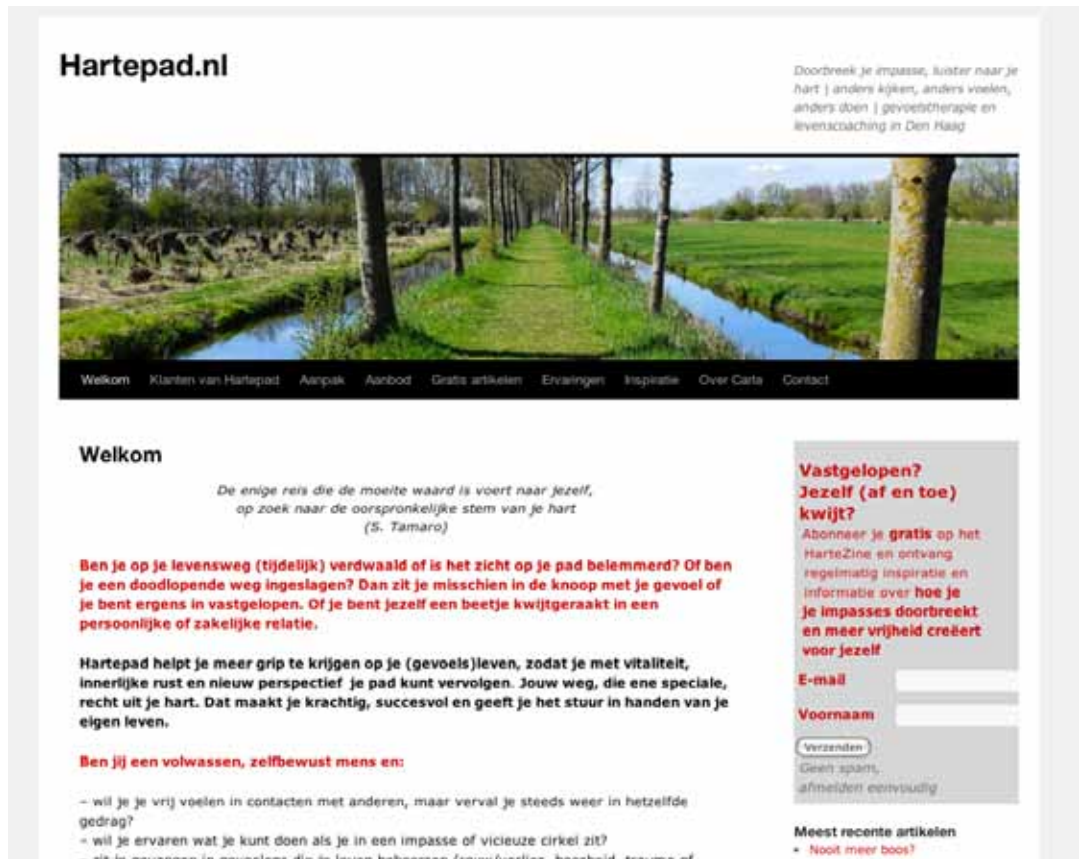 Hartepad.nl
Doorbreek je impasse, luister naar je
hart | anders kijken, anders voelen,
anders doen | gevoelstherapie en
levenscoaching in Den Haag
Welkom Klanten van Hartepad Aanpak Aanbod Gratis artikelen Ervaringen Inspiratie Over Carla Contact
Welkom
De enige reis die de moeite waard is voert naar jezelf,
op zoek naar de oorspronkelijke stem van je hart
(S. Tamaro)
Ben je op je levensweg (tijdelijk) verdwaald of is het zicht op je pad belemmerd? Of ben
je een doodlopende weg ingeslagen? Dan zit je misschien in de knoop met je gevoel of
je bent ergens in vastgelopen. Of je bent jezelf een beetje kwijtgeraakt in een
persoonlijke of zakelijke relatie.
Hartepad helpt je meer grip te krijgen op je (gevoels)leven, zodat je met vitaliteit,
innerlijke rust en nieuw perspectief je pad kunt vervolgen. Jouw weg, die ene speciale,
recht uit je hart. Dat maakt je krachtig, succesvol en geeft je het stuur in handen van je
eigen leven.
Ben jij een volwassen, zelfbewust mens en:
– wil je je vrij voelen in contacten met anderen, maar verval je steeds weer in hetzelfde
gedrag?
– wil je ervaren wat je kunt doen als je in een impasse of vicieuze cirkel zit?
Vastgelopen?
Jezelf (af en toe)
kwijt?
Abonneer je gratis op het
HarteZine en ontvang
regelmatig inspiratie en
informatie over hoe je
je impasses doorbreekt
en meer vrijheid creëert
voor jezelf
E-mail
Voornaam
Verzenden
Geen spam,
afmelden eenvoudig
Meest recente artikelen
• Nooit meer boos?